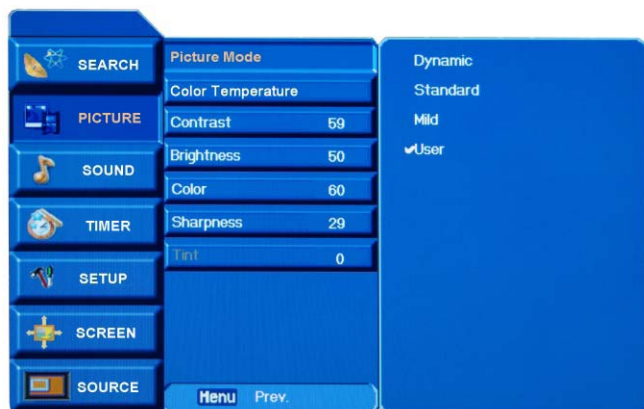 SEARCH
PICTURE
SOUND
TIMER
SETUP
SCREEN
SOURCE
Picture Mode
Color Temperature
Contrast 59
Brightness 50
Color 60
Sharpness 29
Tint 0
Menu Prev.
Dynamic
Standard
Mild
User